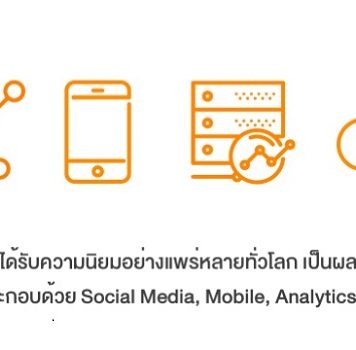 ได้รับความนิยมอย่างแพร่หลายทั่วโลก เป็นผล
ะกอบด้วย Social Media, Mobile, Analytics